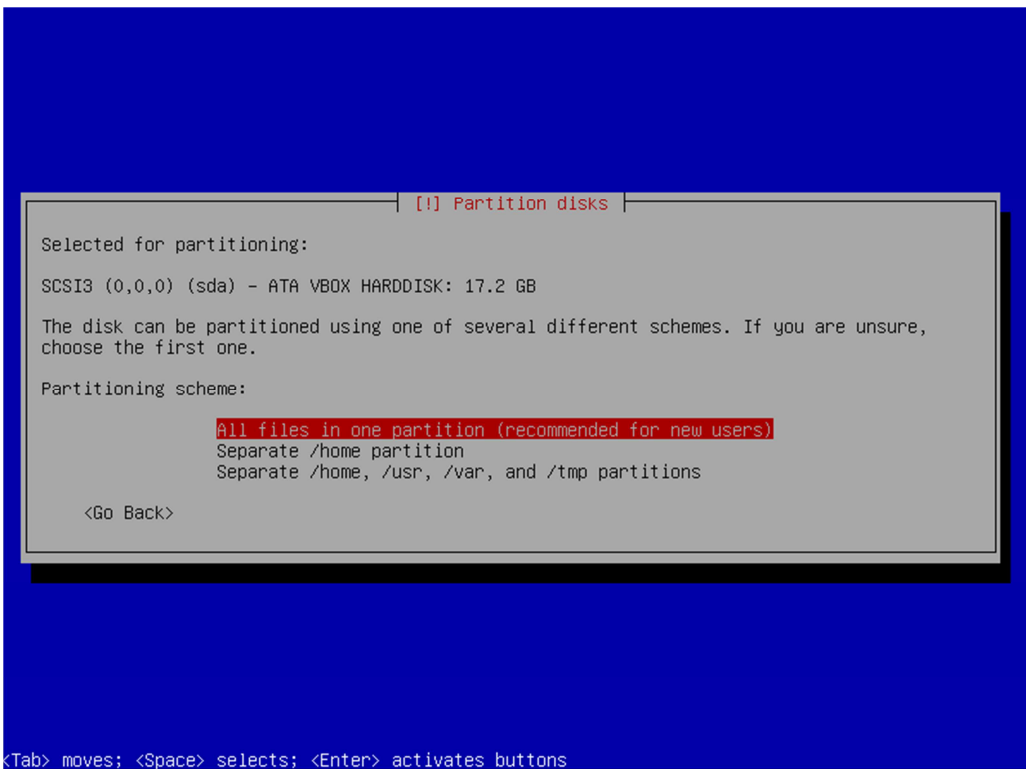 [!] Partition disks
Selected for partitioning:
SCSI3 (0,0,0) (sda) - ATA VBOX HARDDISK: 17.2 GB
The disk can be partitioned using one of several different schemes. If you are unsure,
choose the first one.
Partitioning scheme:
All files in one partition (recommended for new users)
Separate /home partition
Separate /home, /usr, /var, and /tmp partitions
<Go Back>
<Tab> moves; <Space> selects; <Enter> activates buttons